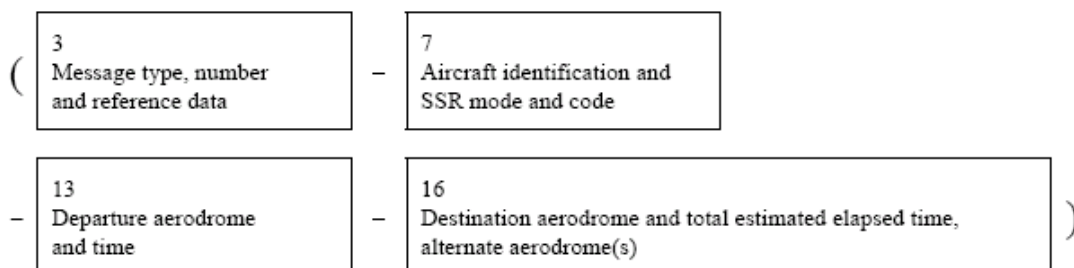 ( 3 – 7
Message type, number Aircraft identification and
and reference data SSR mode and code
– 13 – 16
Departure aerodrome Destination aerodrome and total estimated elapsed time,
and time alternate aerodrome(s) )